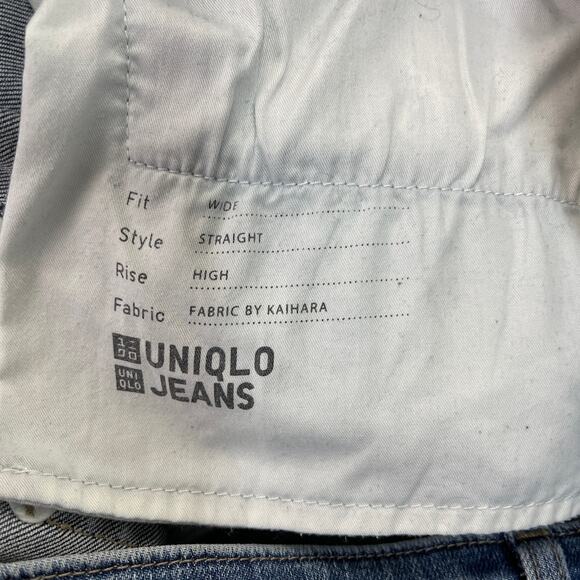 Fit WIDE
Style STRAIGHT
Rise HIGH
Fabric FABRIC BY KAIHARA
ユニ
クロ
UNI
QLO
UNIQLO
JEANS